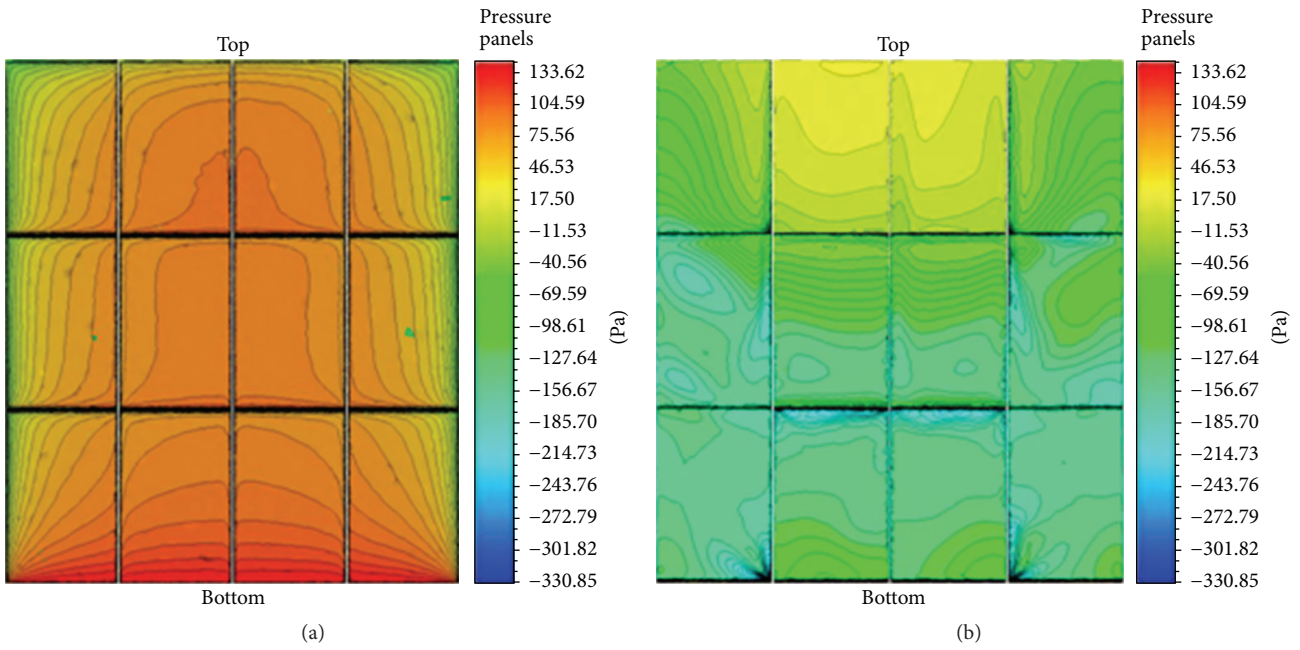 Pressure
panels
Top
133.62
104.59
75.56
46.53
17.50
−11.53
−40.56
−69.59
−98.61
−127.64
−156.67
−185.70
−214.73
−243.76
−272.79
−301.82
−330.85
(Pa)
Bottom
(a)
Pressure
panels
Top
133.62
104.59
75.56
46.53
17.50
−11.53
−40.56
−69.59
−98.61
−127.64
−156.67
−185.70
−214.73
−243.76
−272.79
−301.82
−330.85
(Pa)
Bottom
(b)